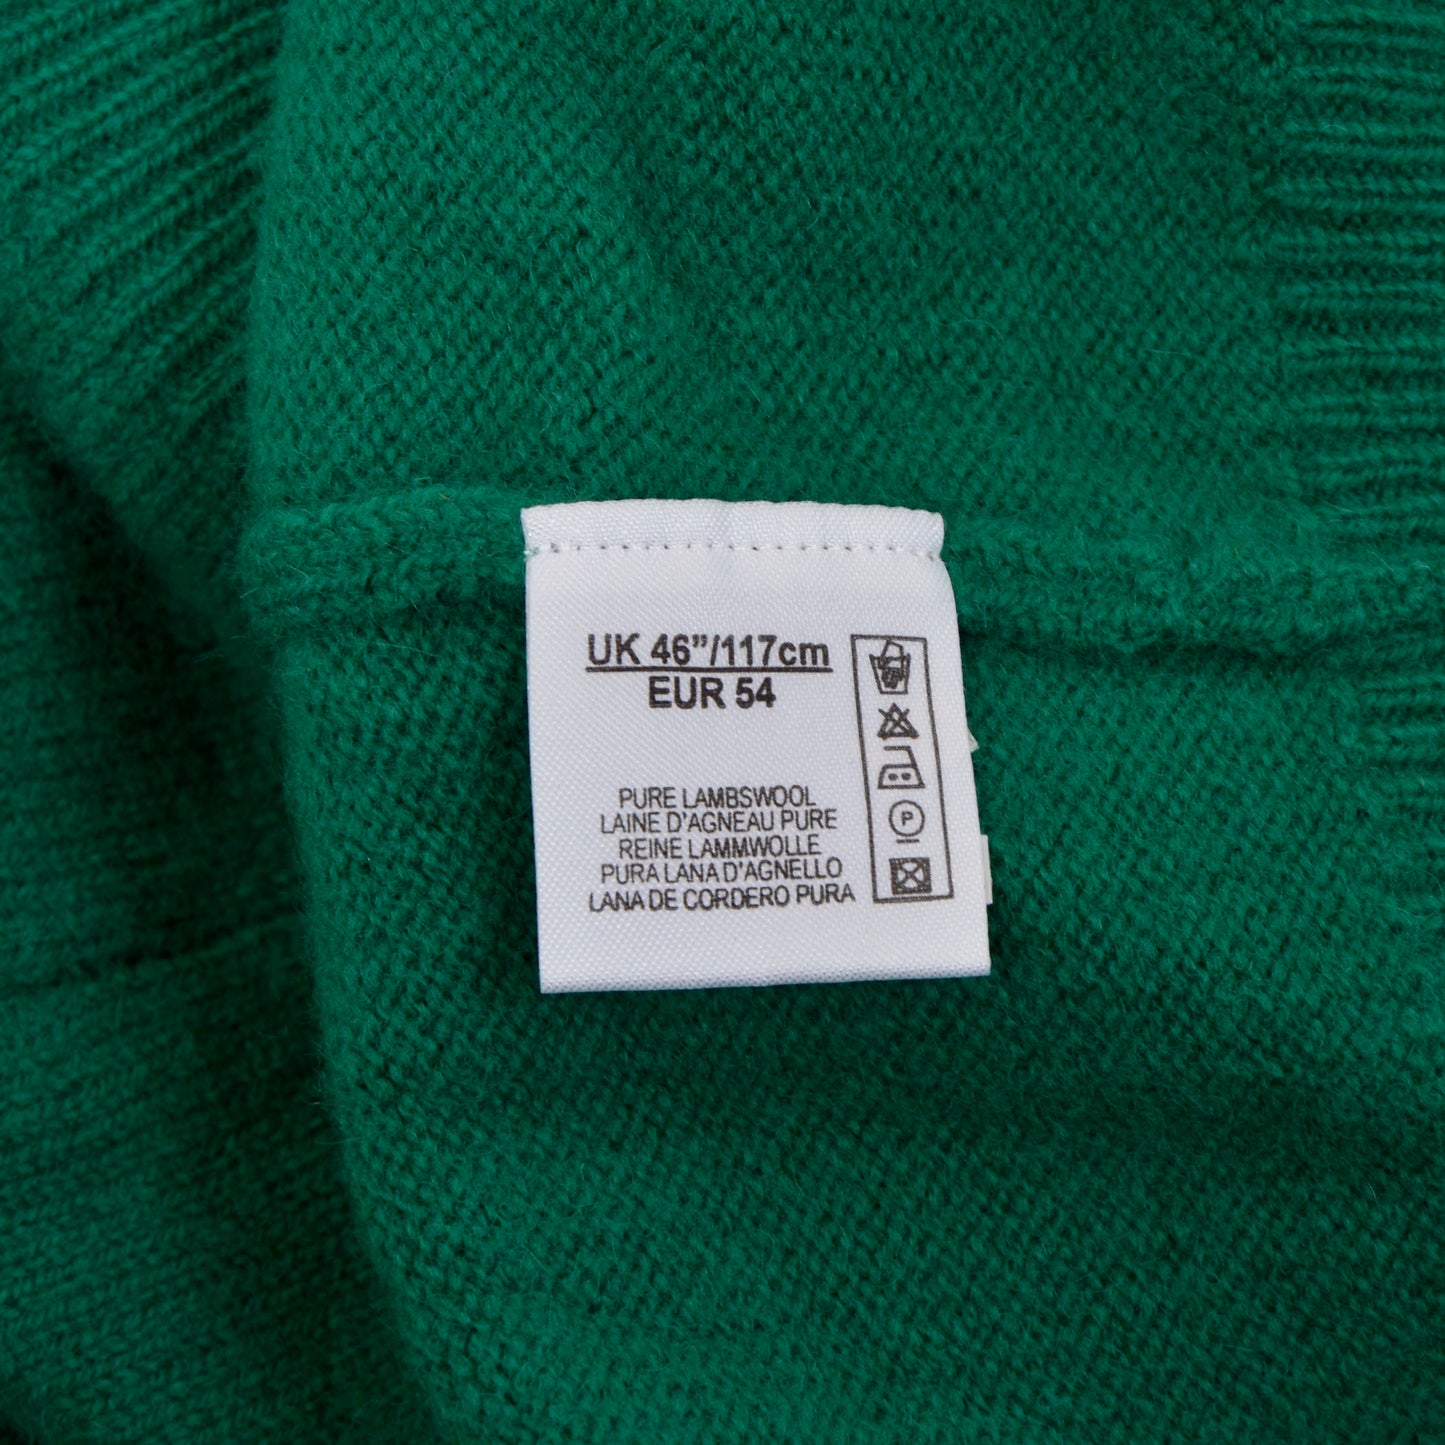 UK 46”/117cm
EUR 54
PURE LAMBSWOOL
LAINE D’AGNEAU PURE
REINE LAMMWOLLE
PURA LANA D’AGNELLO
LANA DE CORDERO PURA
P